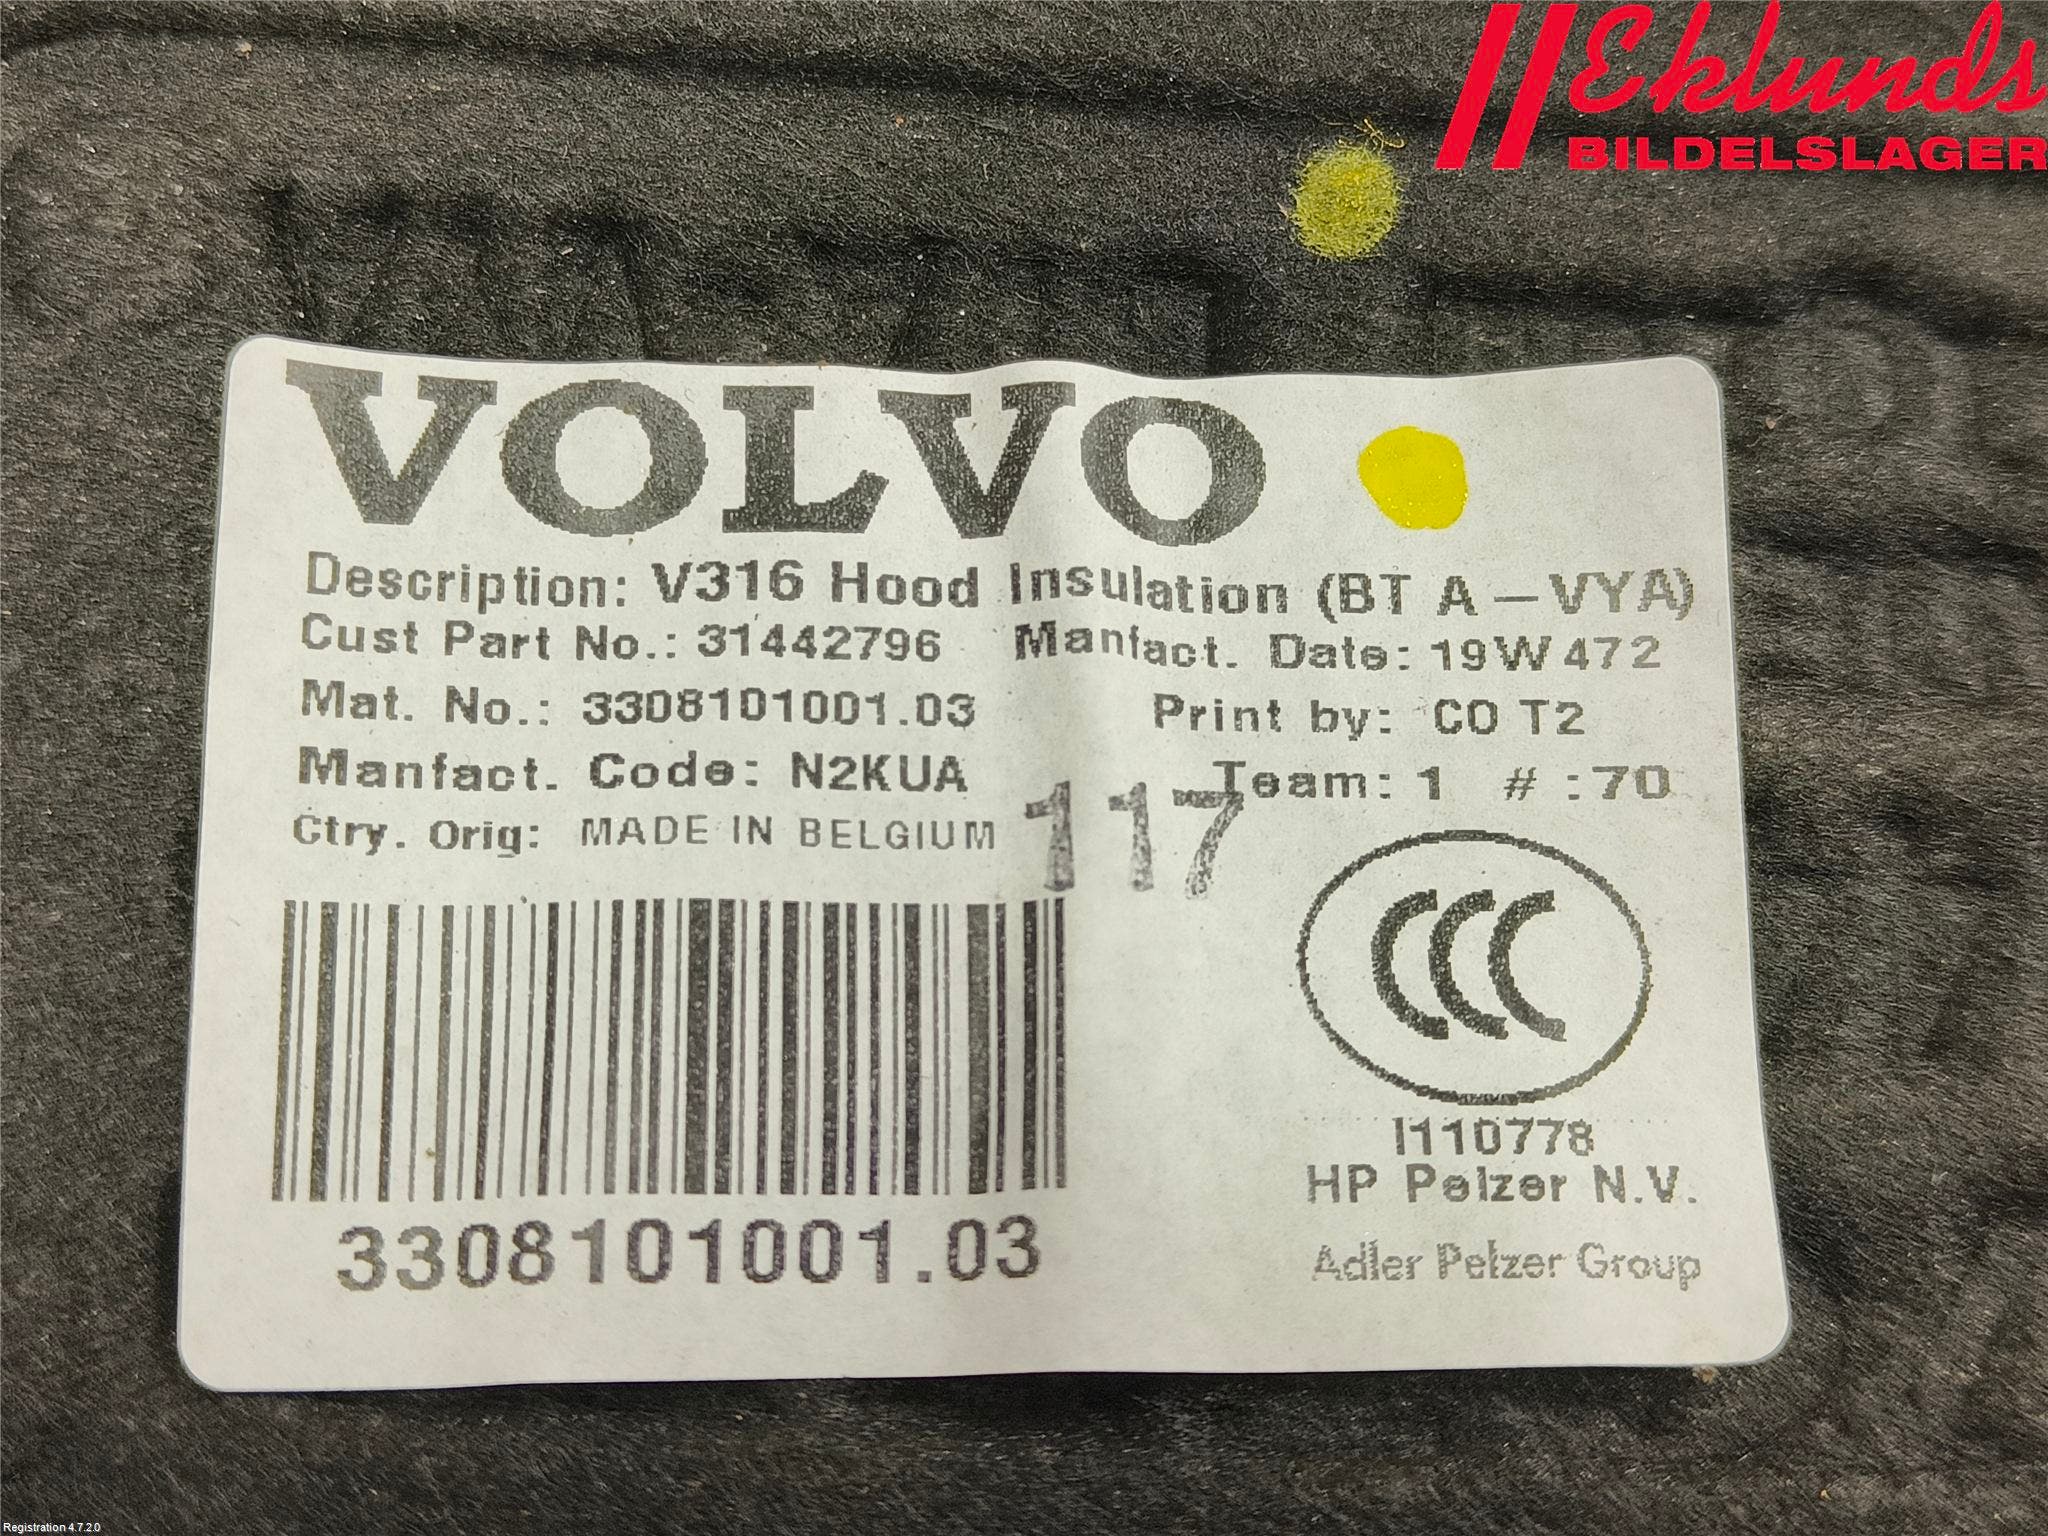 Eklunds
BILDELSLAGER
VOLVO
Description: V316 Hood Insulation (BT A - VYA)
Cust Part No.: 31442796 Manfact. Date: 19W472
Mat. No.: 3308101001.03 Print by: CO T2
Manfact. Code: N2KUA Team: 1 # :70
Ctry. Orig: MADE IN BELGIUM
117
CCC
I110778
HP Pelzer N.V.
3308101001.03
Adler Pelzer Group
Registration 4.7.2.0